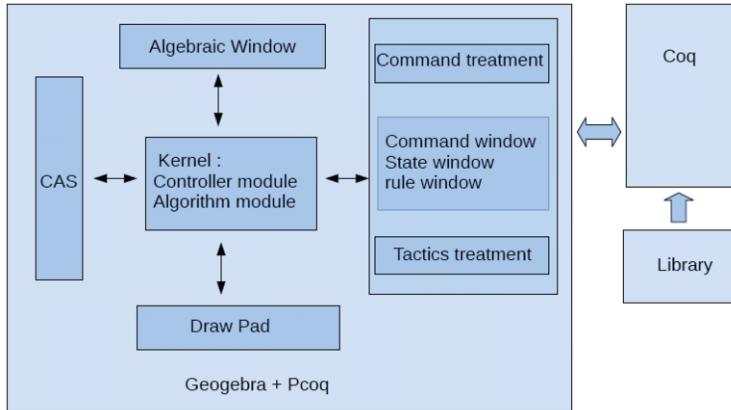 Algebraic Window
Command treatment
Coq
Kernel :
Controller module
Algorithm module
CAS
Command window
State window
rule window
Tactics treatment
Library
Draw Pad
Geogebra + Pcoq